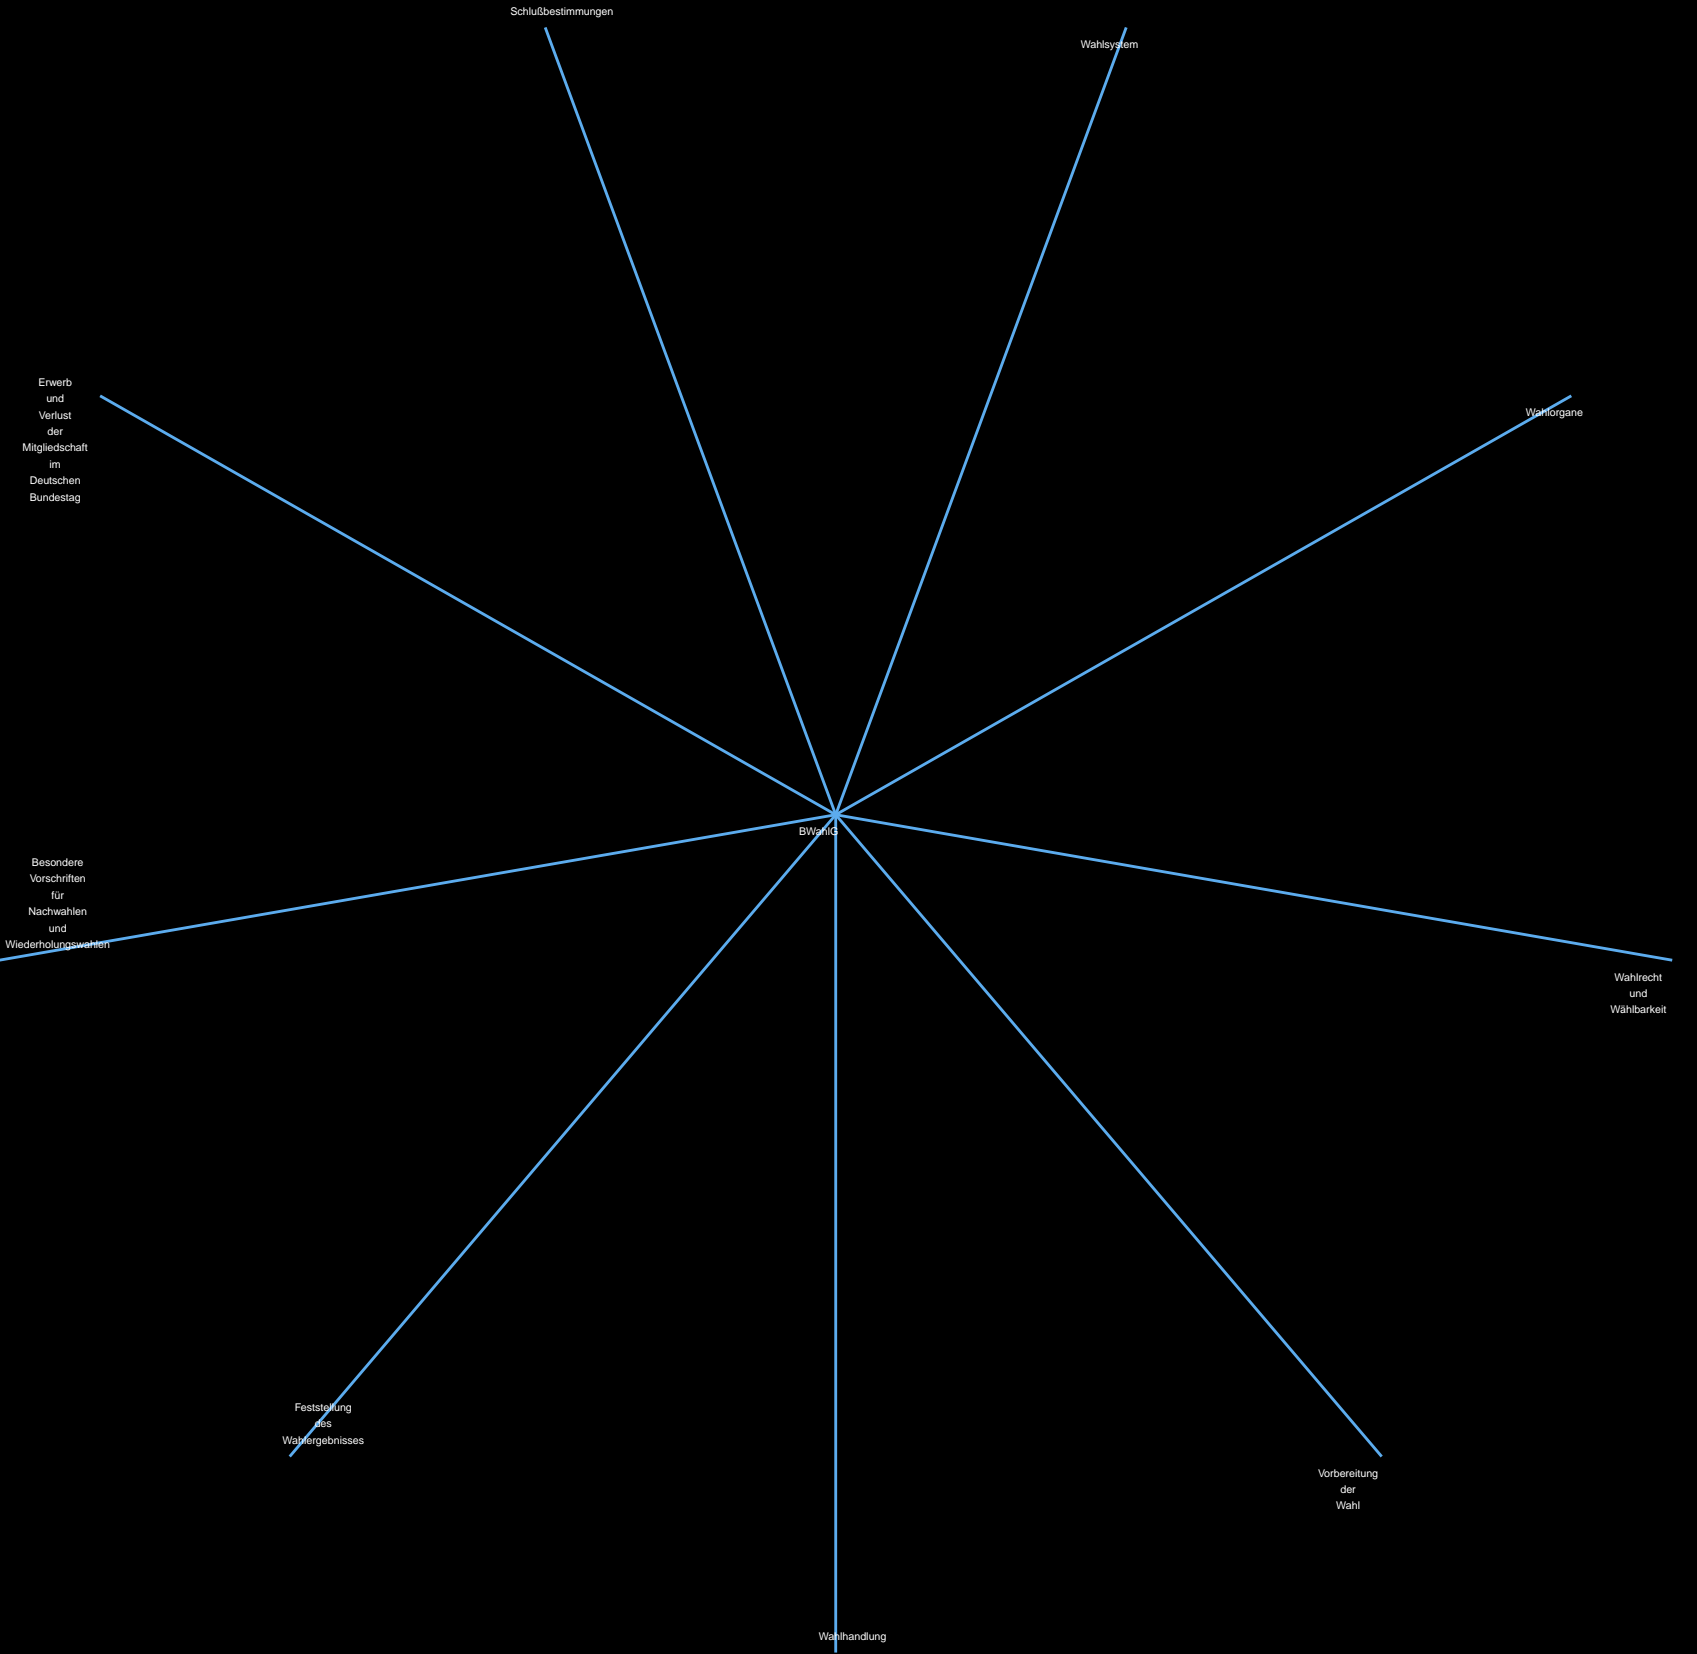 Schlußbestimmungen
Wahlsystem
Erwerb
und
Verlust
der
Mitgliedschaft
im
Deutschen
Bundestag
Wahlorgane
BWahlG
Besondere
Vorschriften
für
Nachwahlen
und
Wiederholungswahlen
Wahlrecht
und
Wählbarkeit
Feststellung
des
Wahlergebnisses
Vorbereitung
der
Wahl
Wahlhandlung